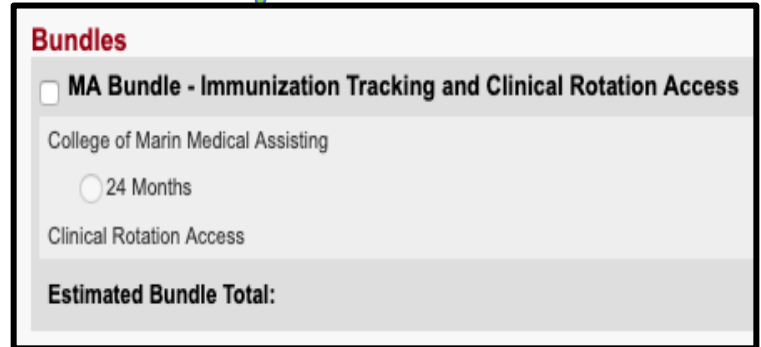 Bundles
MA Bundle - Immunization Tracking and Clinical Rotation Access
College of Marin Medical Assisting
24 Months
Clinical Rotation Access
Estimated Bundle Total: